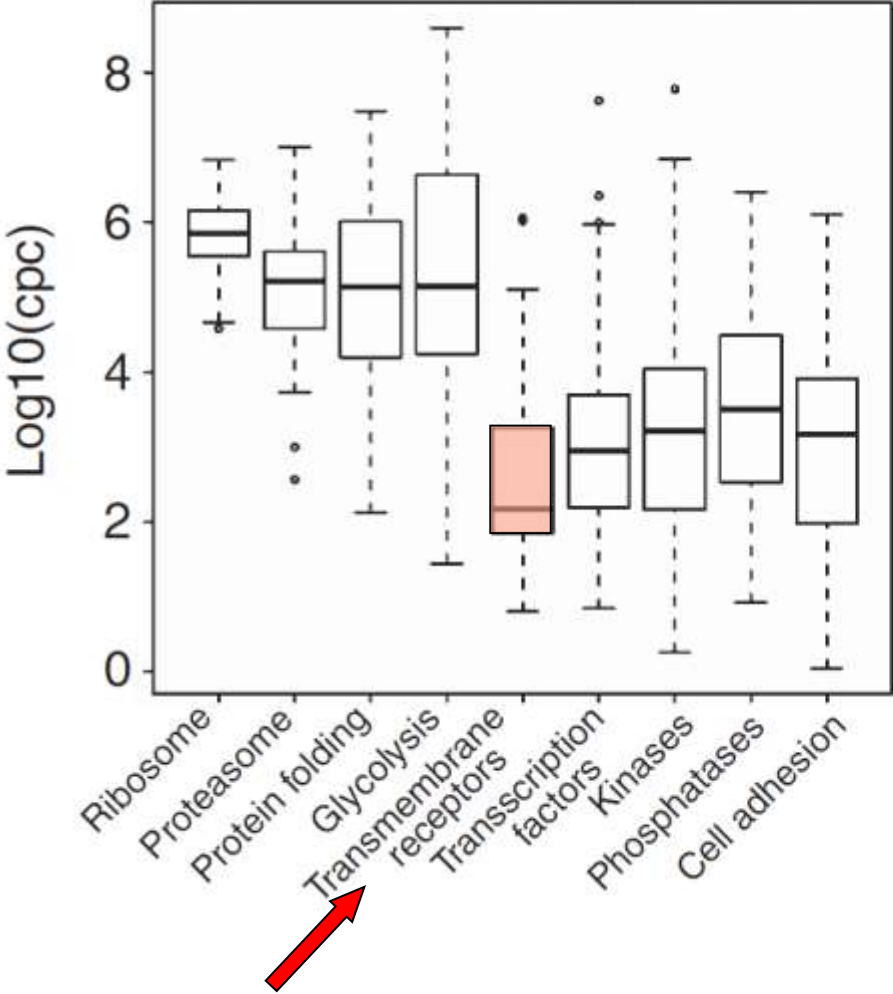 Log10(cpc)
8
6
4
2
0
Ribosome
Proteasome
Protein folding
Glycolysis
Transmembrane
receptors
Transscription
factors
Kinases
Phosphatases
Cell adhesion